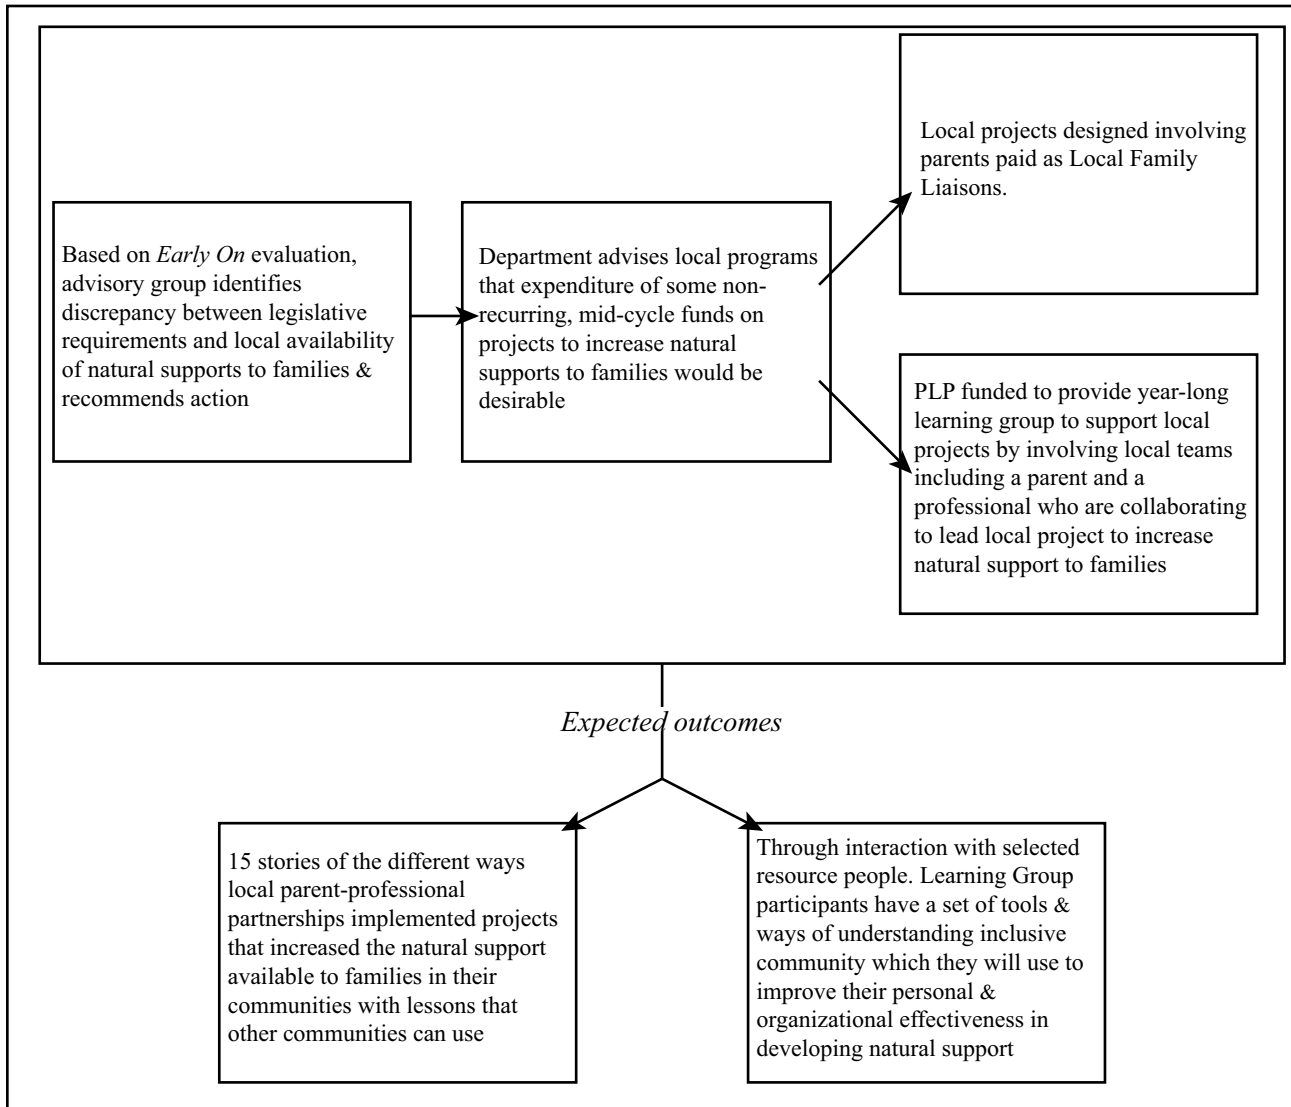 Based on Early On evaluation,
advisory group identifies
discrepancy between legislative
requirements and local availability
of natural supports to families &
recommends action
Department advises local programs
that expenditure of some non-
recurring, mid-cycle funds on
projects to increase natural
supports to families would be
desirable
Local projects designed involving
parents paid as Local Family
Liaisons.
PLP funded to provide year-long
learning group to support local
projects by involving local teams
including a parent and a
professional who are collaborating
to lead local project to increase
natural support to families
Expected outcomes
15 stories of the different ways
local parent-professional
partnerships implemented projects
that increased the natural support
available to families in their
communities with lessons that
other communities can use
Through interaction with selected
resource people. Learning Group
participants have a set of tools &
ways of understanding inclusive
community which they will use to
improve their personal &
organizational effectiveness in
developing natural support